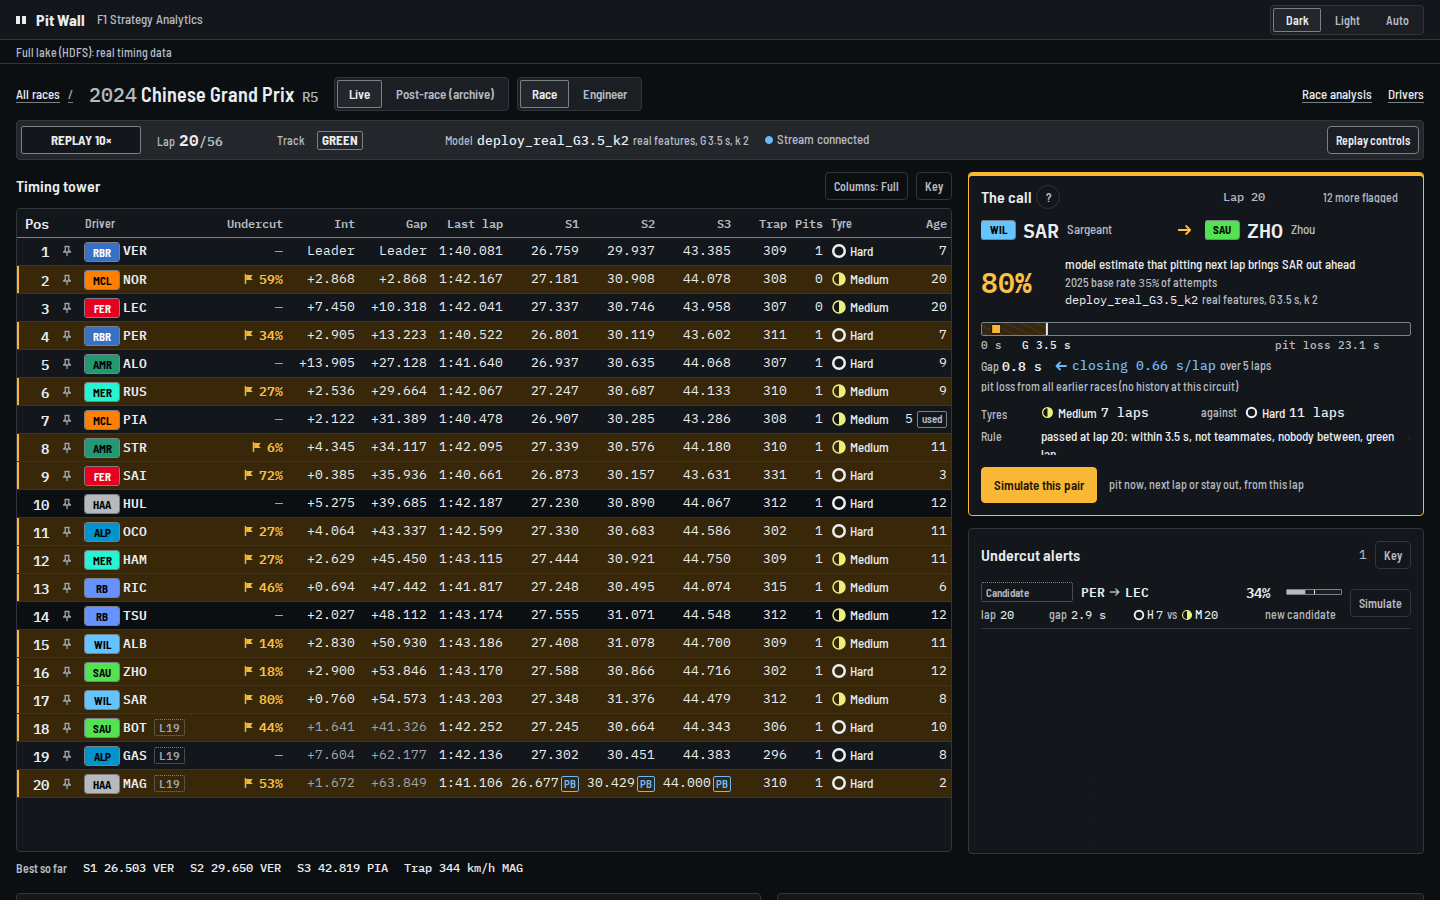 Pit Wall F1 Strategy Analytics Dark Light Auto
Full lake (HDFS): real timing data
All races / 2024 Chinese Grand Prix R5 Live Post-race (archive) Race Engineer Race analysis Drivers
REPLAY 10× Lap 20/56 Track GREEN Model deploy_real_G3.5_k2 real features, G 3.5 s, k 2 Stream connected Replay controls
Timing tower Columns: Full Key
Pos Driver Undercut Int Gap Last lap S1 S2 S3 Trap Pits Tyre Age
1 RBR VER — Leader Leader 1:40.081 26.759 29.937 43.385 309 1 Hard 7
2 MCL NOR 59% +2.868 +2.868 1:42.167 27.181 30.908 44.078 308 0 Medium 20
3 FER LEC — +7.450 +10.318 1:42.041 27.337 30.746 43.958 307 0 Medium 20
4 RBR PER 34% +2.905 +13.223 1:40.522 26.801 30.119 43.602 311 1 Hard 7
5 AMR ALO — +13.905 +27.128 1:41.640 26.937 30.635 44.068 307 1 Hard 9
6 MER RUS 27% +2.536 +29.664 1:42.067 27.247 30.687 44.133 310 1 Medium 9
7 MCL PIA — +2.122 +31.389 1:40.478 26.907 30.285 43.286 308 1 Medium 5 used
8 AMR STR 6% +4.345 +34.117 1:42.095 27.339 30.576 44.180 310 1 Medium 11
9 FER SAI 72% +0.385 +35.936 1:40.661 26.873 30.157 43.631 331 1 Hard 3
10 HAA HUL — +5.275 +39.685 1:42.187 27.230 30.890 44.067 312 1 Hard 12
11 ALP OCO 27% +4.064 +43.337 1:42.599 27.330 30.683 44.586 302 1 Hard 11
12 MER HAM 27% +2.629 +45.450 1:43.115 27.444 30.921 44.750 309 1 Medium 11
13 RB RIC 46% +0.694 +47.442 1:41.817 27.248 30.495 44.074 315 1 Medium 6
14 RB TSU — +2.027 +48.112 1:43.174 27.555 31.071 44.548 312 1 Hard 12
15 WIL ALB 14% +2.830 +50.930 1:43.186 27.408 31.078 44.700 309 1 Medium 11
16 SAU ZHO 18% +2.900 +53.846 1:43.170 27.588 30.866 44.716 302 1 Hard 12
17 WIL SAR 80% +0.760 +54.573 1:43.203 27.348 31.376 44.479 312 1 Medium 8
18 SAU BOT L19 44% +1.641 +41.326 1:42.252 27.245 30.664 44.343 306 1 Hard 10
19 ALP GAS L19 — +7.604 +62.177 1:42.136 27.302 30.451 44.383 296 1 Hard 8
20 HAA MAG L19 53% +1.672 +63.849 1:41.106 26.677 PB 30.429 PB 44.000 PB 310 1 Hard 2
Best so far S1 26.503 VER S2 29.650 VER S3 42.819 PIA Trap 344 km/h MAG
The call ? Lap 20 12 more flagged
WIL SAR Sargeant → SAU ZHO Zhou
80% model estimate that pitting next lap brings SAR out ahead
2025 base rate 35% of attempts
deploy_real_G3.5_k2 real features, G 3.5 s, k 2
0 s G 3.5 s pit loss 23.1 s
Gap 0.8 s ← closing 0.66 s/lap over 5 laps
pit loss from all earlier races (no history at this circuit)
Tyres Medium 7 laps against Hard 11 laps
Rule passed at lap 20: within 3.5 s, not teammates, nobody between, green
lap
Simulate this pair pit now, next lap or stay out, from this lap
Undercut alerts 1 Key
Candidate PER → LEC 34% Simulate
lap 20 gap 2.9 s H 7 vs M 20 new candidate